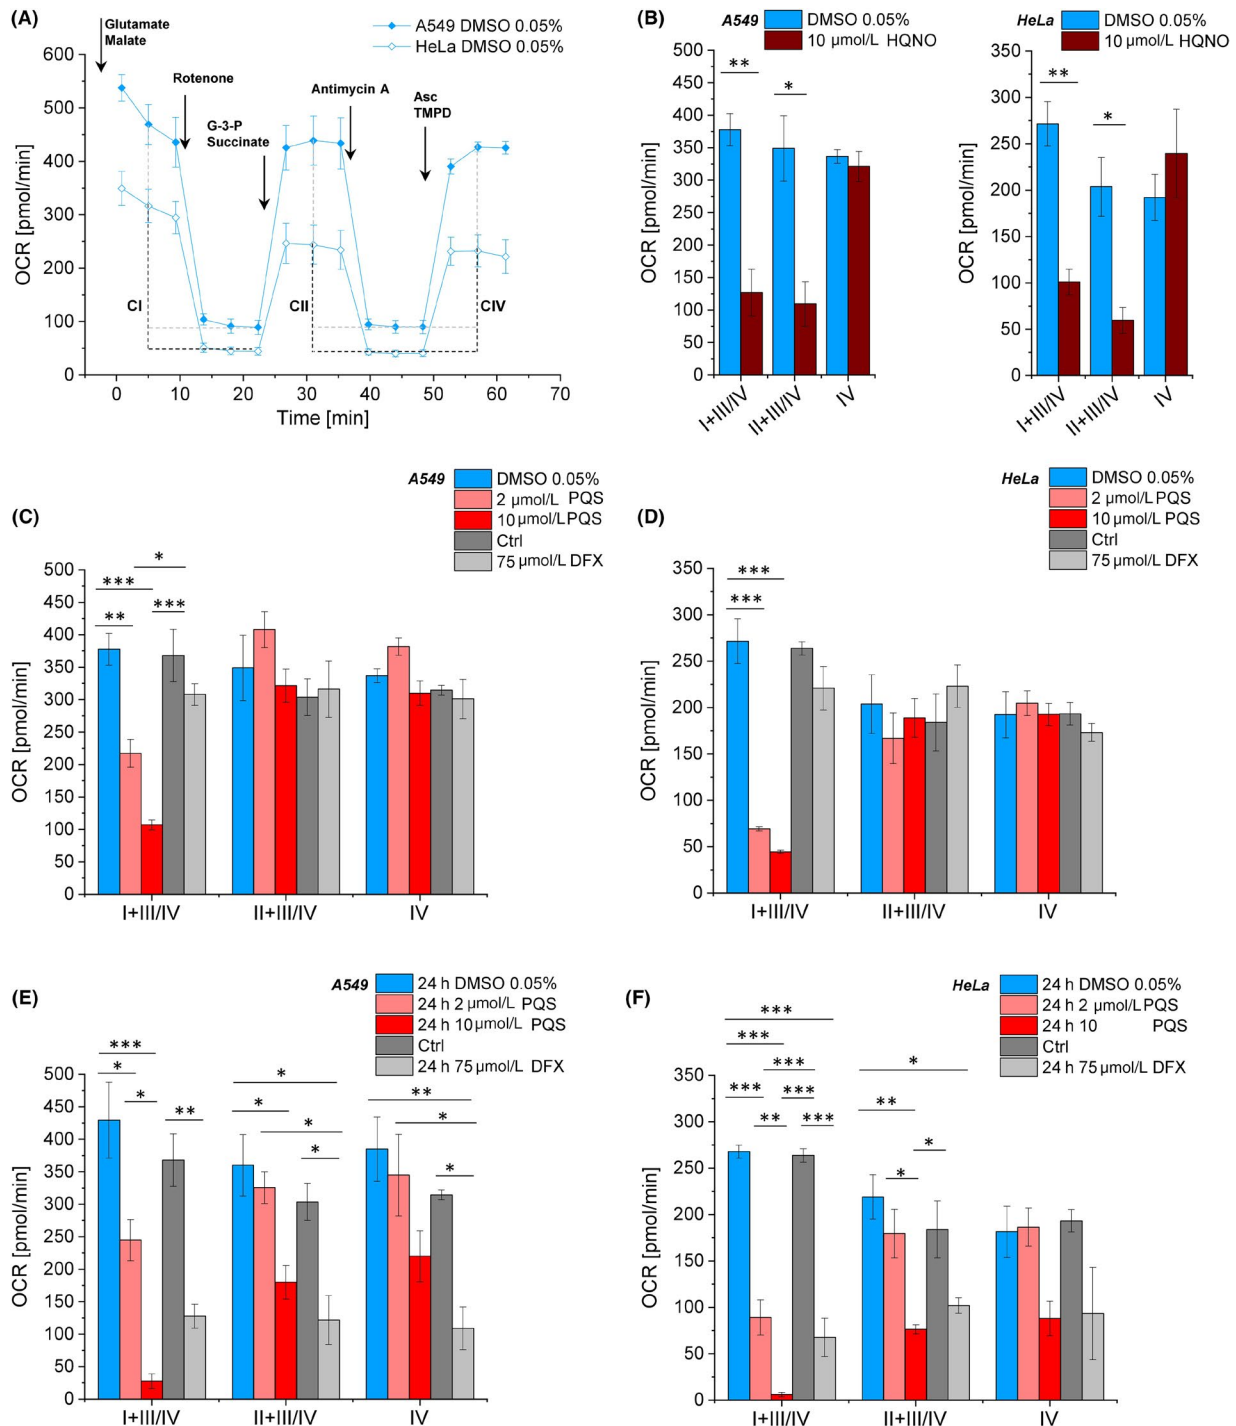 (A)
A549 DMSO 0.05%
HeLa DMSO 0.05%
Glutamate
Malate
Rotenone
G-3-P
Succinate
Antimycin A
Asc
TMPD
CI
CII
CIV
OCR [pmol/min]
600
500
400
300
200
100
0
0 10 20 30 40 50 60 70
Time [min]
(B)
A549
DMSO 0.05%
10 µmol/L HQNO
** *
OCR [pmol/min]
500
450
400
350
300
250
200
150
100
50
0
I+III/IV II+III/IV IV
HeLa
DMSO 0.05%
10 µmol/L HQNO
** *
OCR [pmol/min]
350
300
250
200
150
100
50
0
I+III/IV II+III/IV IV
(C)
A549
DMSO 0.05%
2 µmol/L PQS
10 µmol/L PQS
Ctrl
75 µmol/L DFX
*
***
** ***
OCR [pmol/min]
500
450
400
350
300
250
200
150
100
50
0
I+III/IV II+III/IV IV
(D)
HeLa
DMSO 0.05%
2 µmol/L PQS
10 µmol/L PQS
Ctrl
75 µmol/L DFX
***
***
OCR [pmol/min]
350
300
250
200
150
100
50
0
I+III/IV II+III/IV IV
(E)
A549
24 h DMSO 0.05%
24 h 2 µmol/L PQS
24 h 10 µmol/L PQS
Ctrl
24 h 75 µmol/L DFX
***
* * **
*
* *
*
**
*
*
OCR [pmol/min]
500
450
400
350
300
250
200
150
100
50
0
I+III/IV II+III/IV IV
(F)
HeLa
24 h DMSO 0.05%
24 h 2 µmol/L PQS
24 h 10 PQS
Ctrl
24 h 75 µmol/L DFX
***
***
***
*** ***
** ***
*
**
*
*
OCR [pmol/min]
350
300
250
200
150
100
50
0
I+III/IV II+III/IV IV